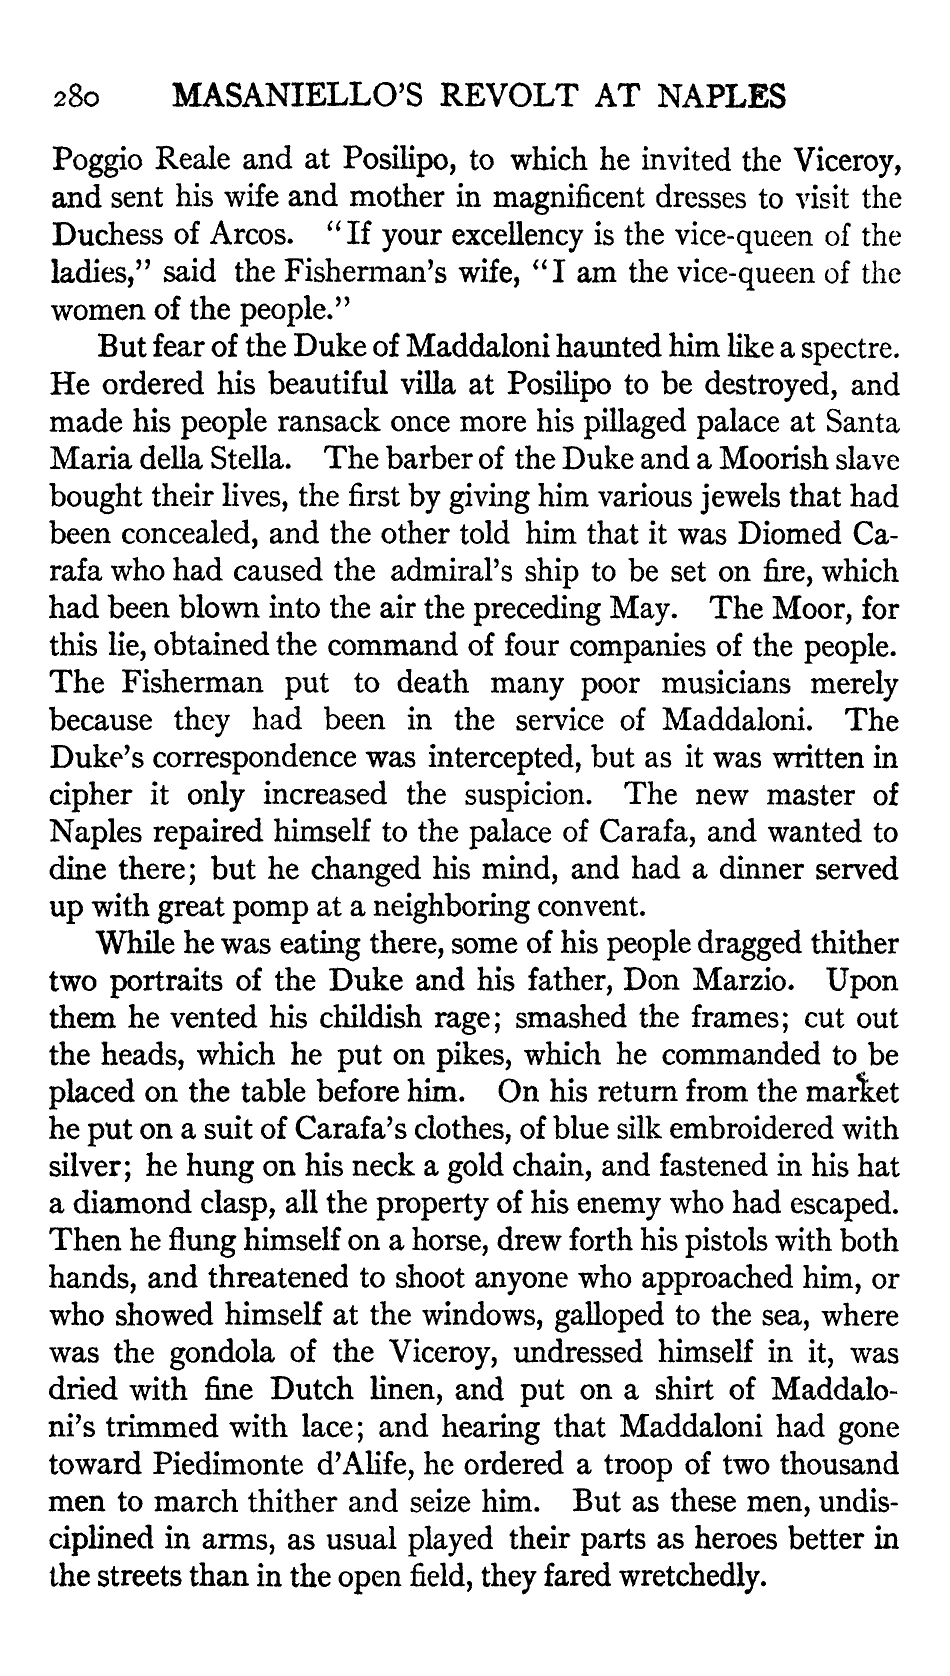 280 MASANIELLO'S REVOLT AT NAPLES
Poggio Reale and at Posilipo, to which he invited the Viceroy,
and sent his wife and mother in magnificent dresses to visit the
Duchess of Arcos. "If your excellency is the vice-queen of the
ladies," said the Fisherman's wife, "I am the vice-queen of the
women of the people."
But fear of the Duke of Maddaloni haunted him like a spectre.
He ordered his beautiful villa at Posilipo to be destroyed, and
made his people ransack once more his pillaged palace at Santa
Maria della Stella. The barber of the Duke and a Moorish slave
bought their lives, the first by giving him various jewels that had
been concealed, and the other told him that it was Diomed Ca-
rafa who had caused the admiral's ship to be set on fire, which
had been blown into the air the preceding May. The Moor, for
this lie, obtained the command of four companies of the people.
The Fisherman put to death many poor musicians merely
because they had been in the service of Maddaloni. The
Duke's correspondence was intercepted, but as it was written in
cipher it only increased the suspicion. The new master of
Naples repaired himself to the palace of Carafa, and wanted to
dine there; but he changed his mind, and had a dinner served
up with great pomp at a neighboring convent.
While he was eating there, some of his people dragged thither
two portraits of the Duke and his father, Don Marzio. Upon
them he vented his childish rage; smashed the frames; cut out
the heads, which he put on pikes, which he commanded to be
placed on the table before him. On his return from the market
he put on a suit of Carafa's clothes, of blue silk embroidered with
silver; he hung on his neck a gold chain, and fastened in his hat
a diamond clasp, all the property of his enemy who had escaped.
Then he flung himself on a horse, drew forth his pistols with both
hands, and threatened to shoot anyone who approached him, or
who showed himself at the windows, galloped to the sea, where
was the gondola of the Viceroy, undressed himself in it, was
dried with fine Dutch linen, and put on a shirt of Maddalo-
ni's trimmed with lace; and hearing that Maddaloni had gone
toward Piedimonte d'Alife, he ordered a troop of two thousand
men to march thither and seize him. But as these men, undis-
ciplined in arms, as usual played their parts as heroes better in
the streets than in the open field, they fared wretchedly.